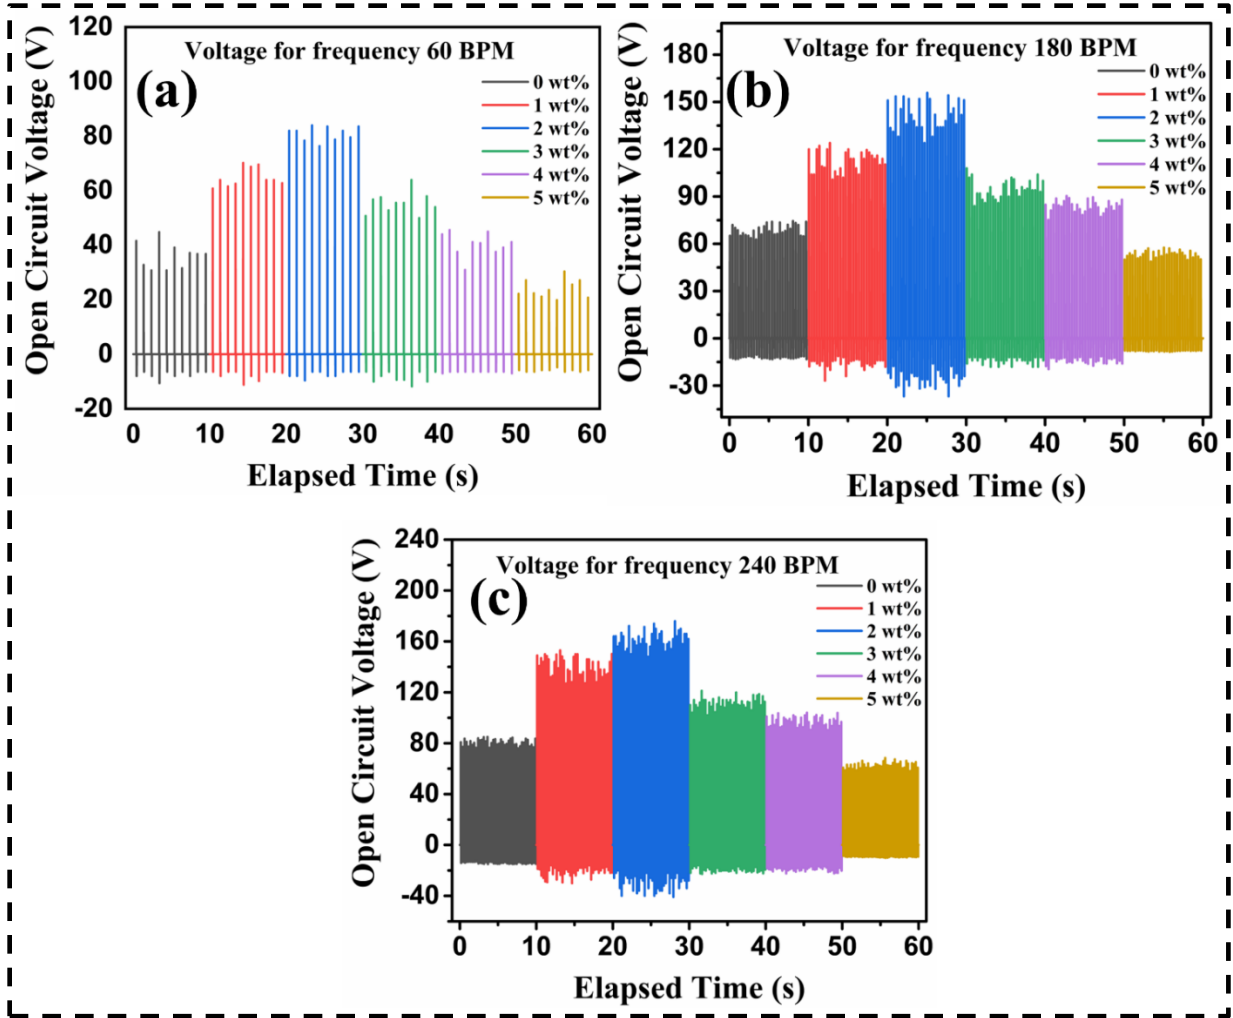 Voltage for frequency 60 BPM
(a)
0 wt%
1 wt%
2 wt%
3 wt%
4 wt%
5 wt%
120
100
80
60
40
20
0
-20
Open Circuit Voltage (V)
0 10 20 30 40 50 60
Elapsed Time (s)
Voltage for frequency 180 BPM
(b)
0 wt%
1 wt%
2 wt%
3 wt%
4 wt%
5 wt%
180
150
120
90
60
30
0
-30
Open Circuit Voltage (V)
0 10 20 30 40 50 60
Elapsed Time (s)
Voltage for frequency 240 BPM
(c)
0 wt%
1 wt%
2 wt%
3 wt%
4 wt%
5 wt%
240
200
160
120
80
40
0
-40
Open Circuit Voltage (V)
0 10 20 30 40 50 60
Elapsed Time (s)